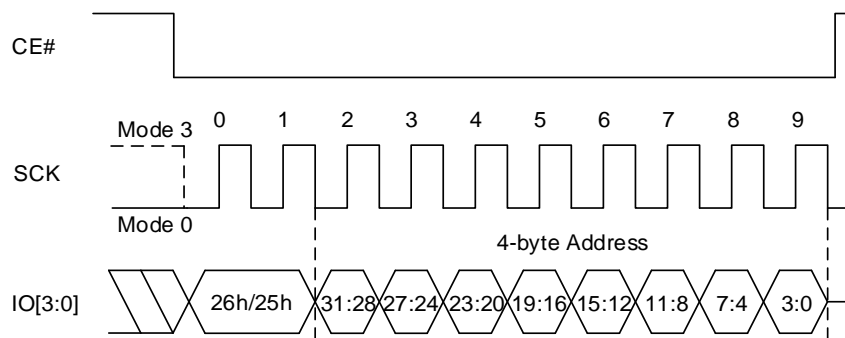 CE#
0 1 2 3 4 5 6 7 8 9
Mode 3
SCK
Mode 0
4-byte Address
IO[3:0] 26h/25h 31:28 27:24 23:20 19:16 15:12 11:8 7:4 3:0